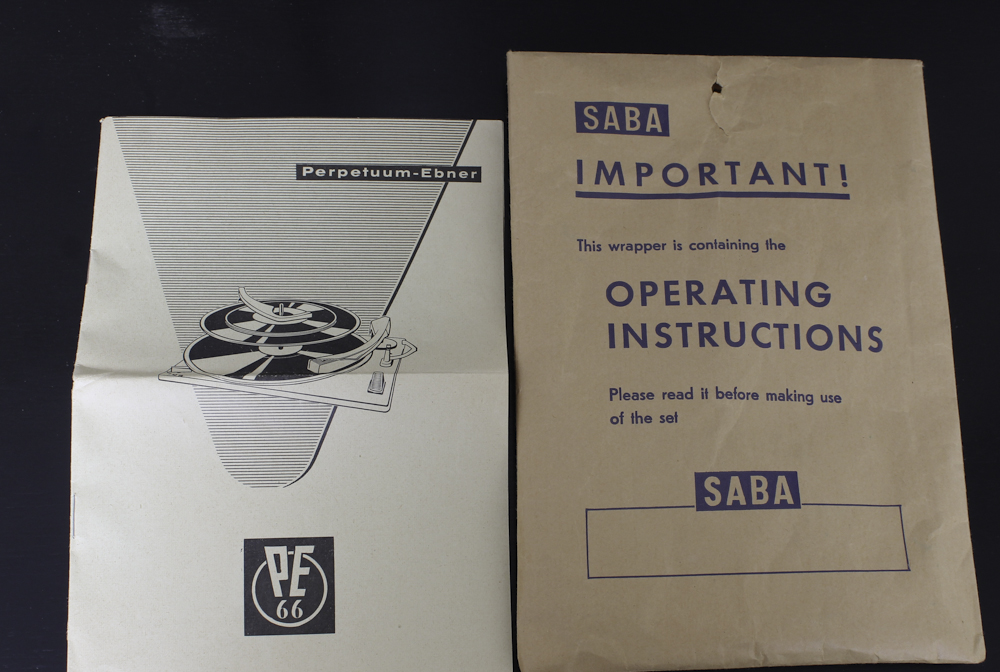 Perpetuum-Ebner
PE
66
SABA
IMPORTANT!
This wrapper is containing the
OPERATING
INSTRUCTIONS
Please read it before making use
of the set
SABA